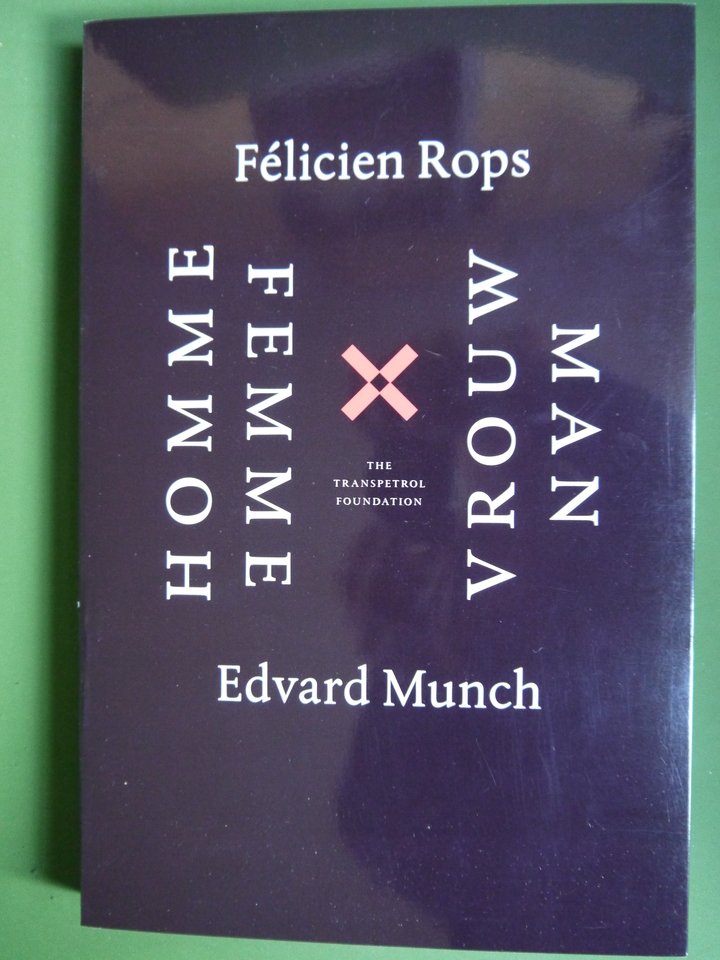 Félicien Rops
HOMME
FEMME
THE
TRANSPETROL
FOUNDATION
VROUW
MAN
Edvard Munch